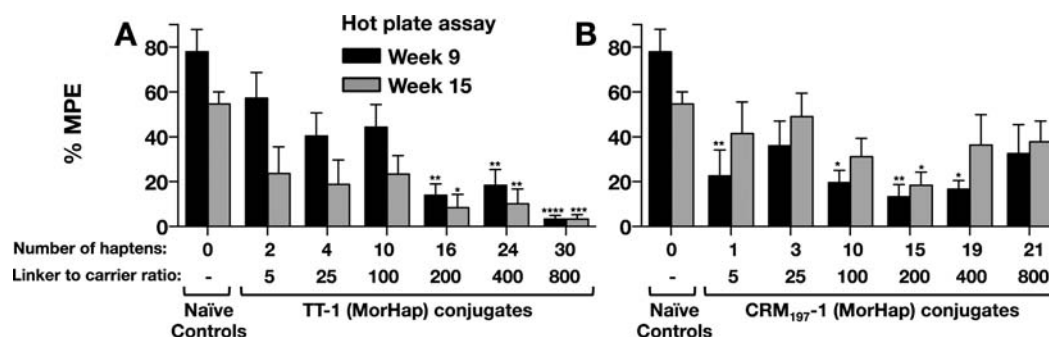 A
Hot plate assay
Week 9
Week 15
B
% MPE
80
60
40
20
0
** * ** ** **** ***
80
60
40
20
0
** * ** * *
Number of haptens: 0 2 4 10 16 24 30 0 1 3 10 15 19 21
Linker to carrier ratio: - 5 25 100 200 400 800 - 5 25 100 200 400 800
Naïve Controls
TT-1 (MorHap) conjugates
Naïve Controls
CRM197-1 (MorHap) conjugates